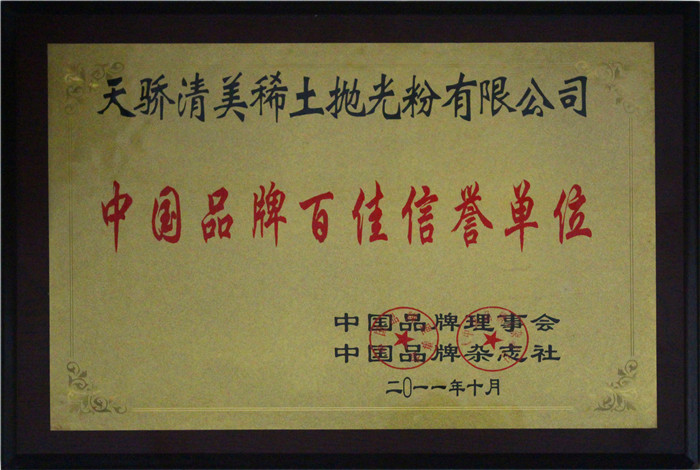 天骄清美稀土抛光粉有限公司
中国品牌百佳信誉单位
中国品牌理事会
中国品牌杂志社
二〇一一年十月